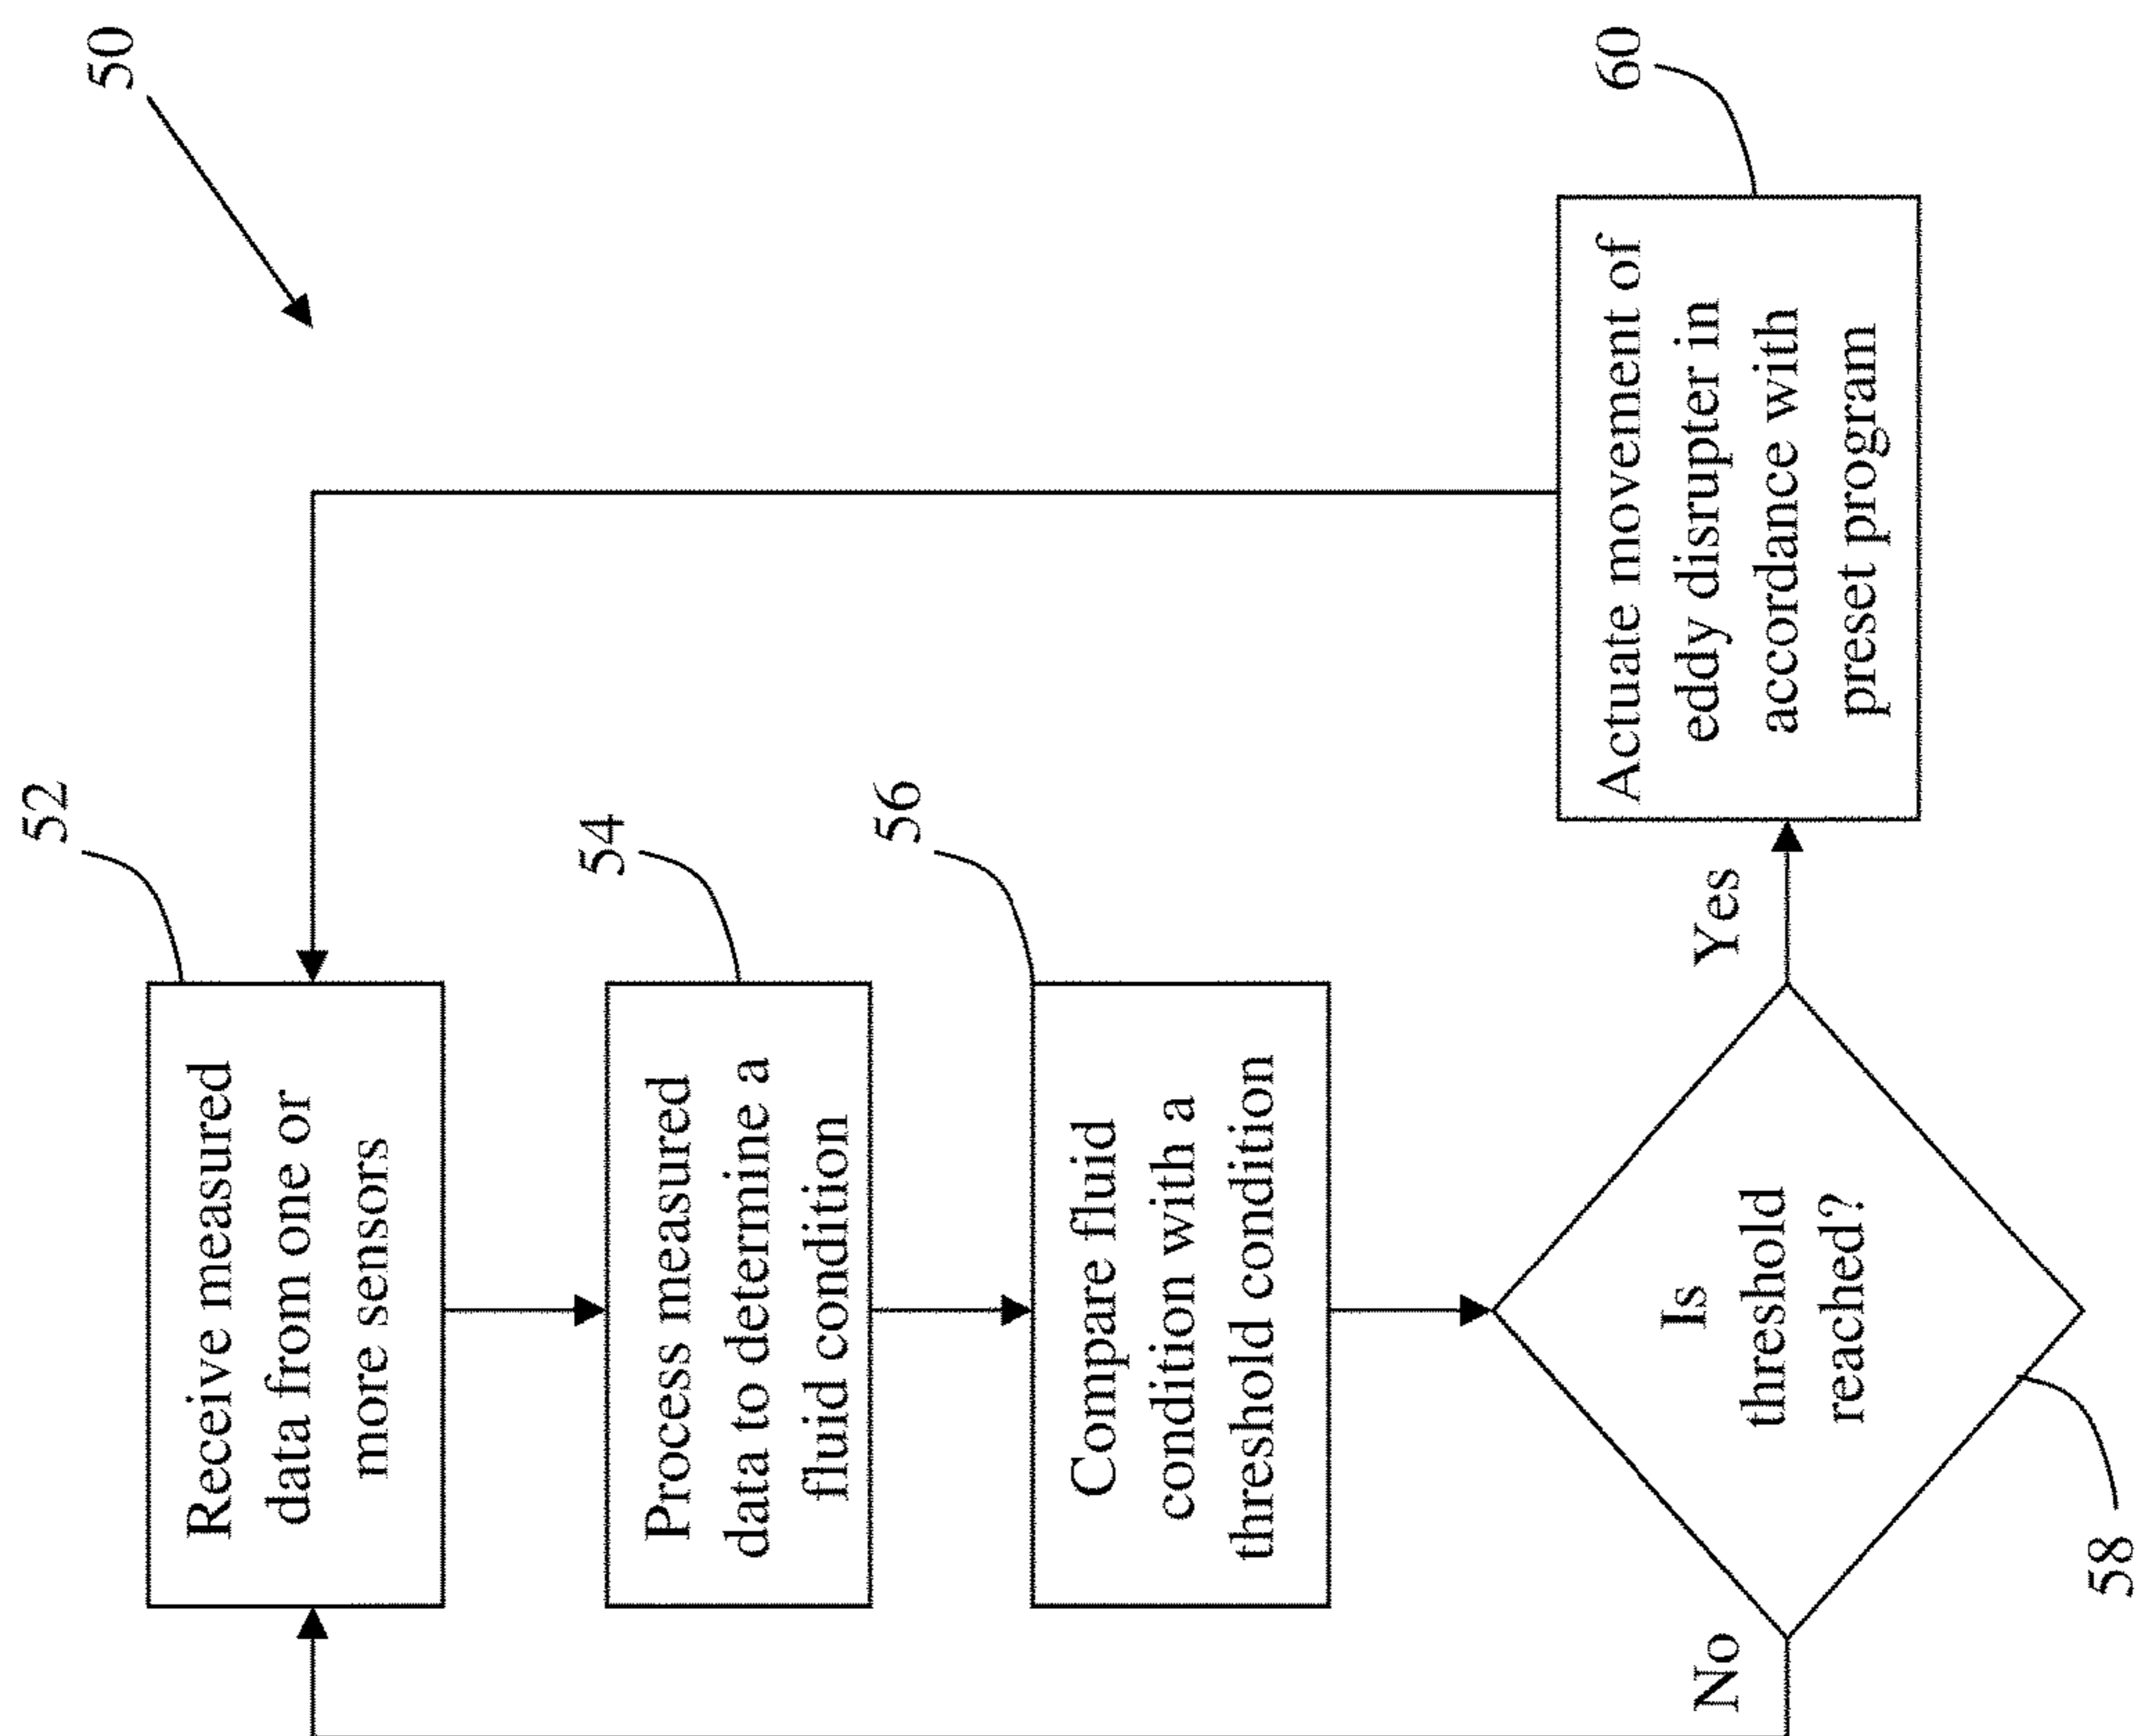 50
52
Receive measured
data from one or
more sensors
54
Process measured
data to determine a
fluid condition
56
Compare fluid
condition with a
threshold condition
Is
threshold
reached?
58
No
Yes
60
Actuate movement of
eddy disrupter in
accordance with
preset program